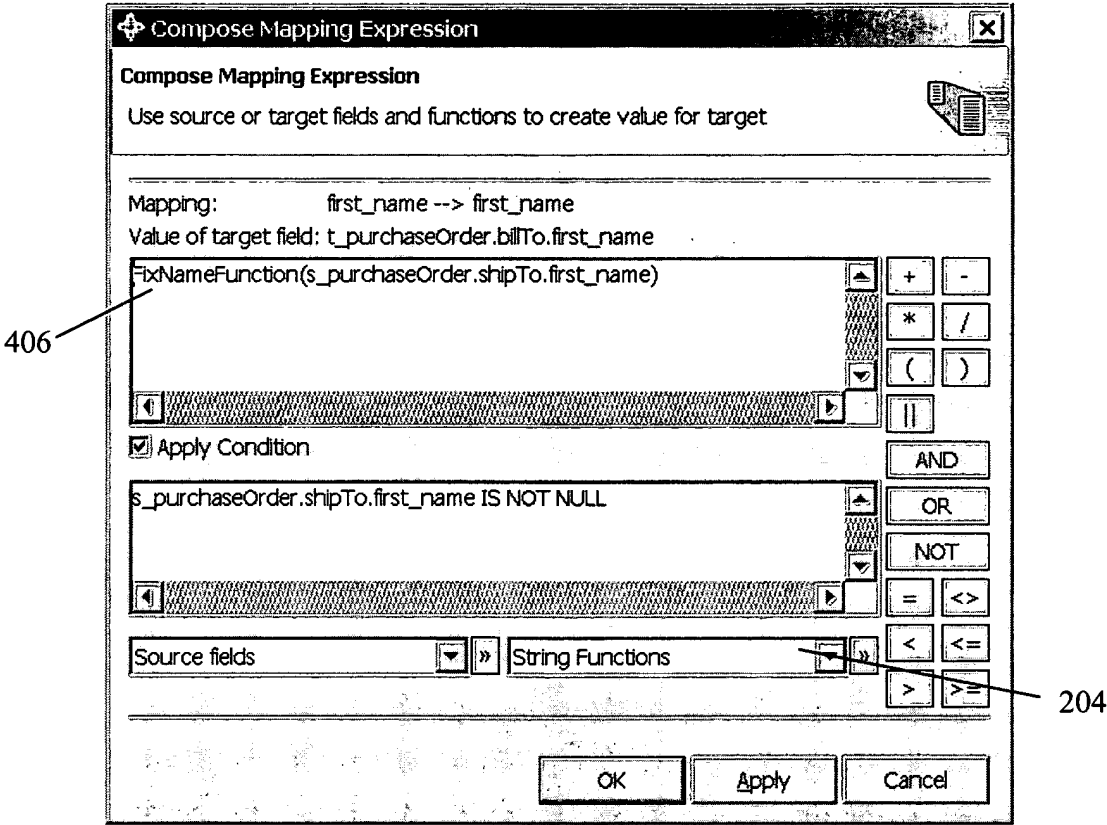 Compose Mapping Expression
Compose Mapping Expression
Use source or target fields and functions to create value for target
Mapping: first_name --> first_name
Value of target field: t_purchaseOrder.billTo.first_name
FixNameFunction(s_purchaseOrder.shipTo.first_name)
+ -
* /
( )
||
406
Apply Condition
AND
s_purchaseOrder.shipTo.first_name IS NOT NULL
OR
NOT
= <>
Source fields » String Functions »
< <=
> >=
204
OK Apply Cancel